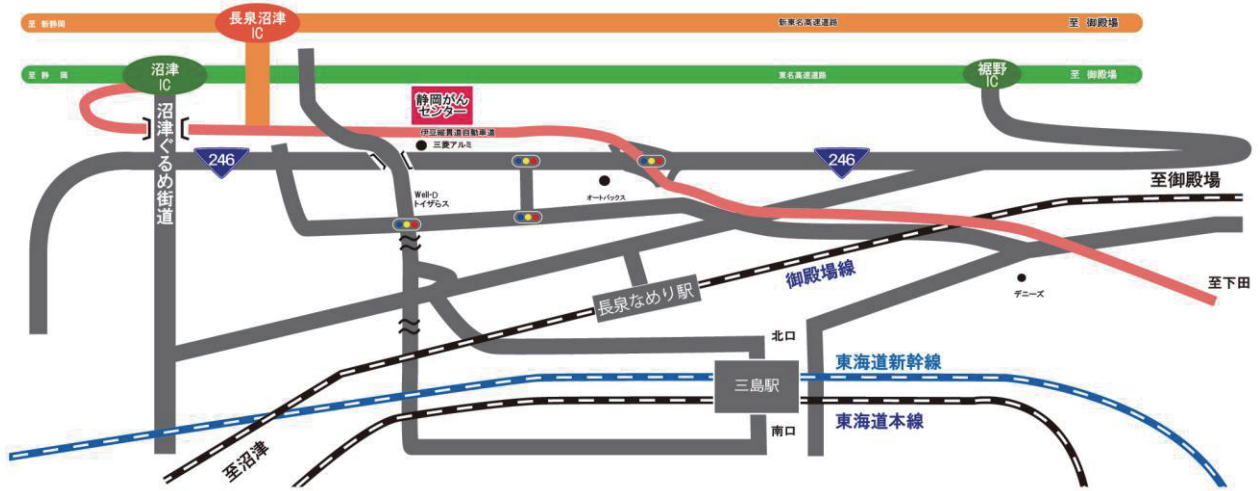 至 新静岡
長泉沼津
IC
新東名高速道路
至 御殿場
至 静 岡
沼津
IC
東名高速道路
裾野
IC
至 御殿場
静岡がん
センター
伊豆縦貫道自動車道
三菱アルミ
沼津ぐるめ街道
246
246
Well-D
トイザらス
オートバックス
至御殿場
御殿場線
長泉なめり駅
デニーズ
至下田
北口
三島駅
南口
東海道新幹線
東海道本線
至沼津